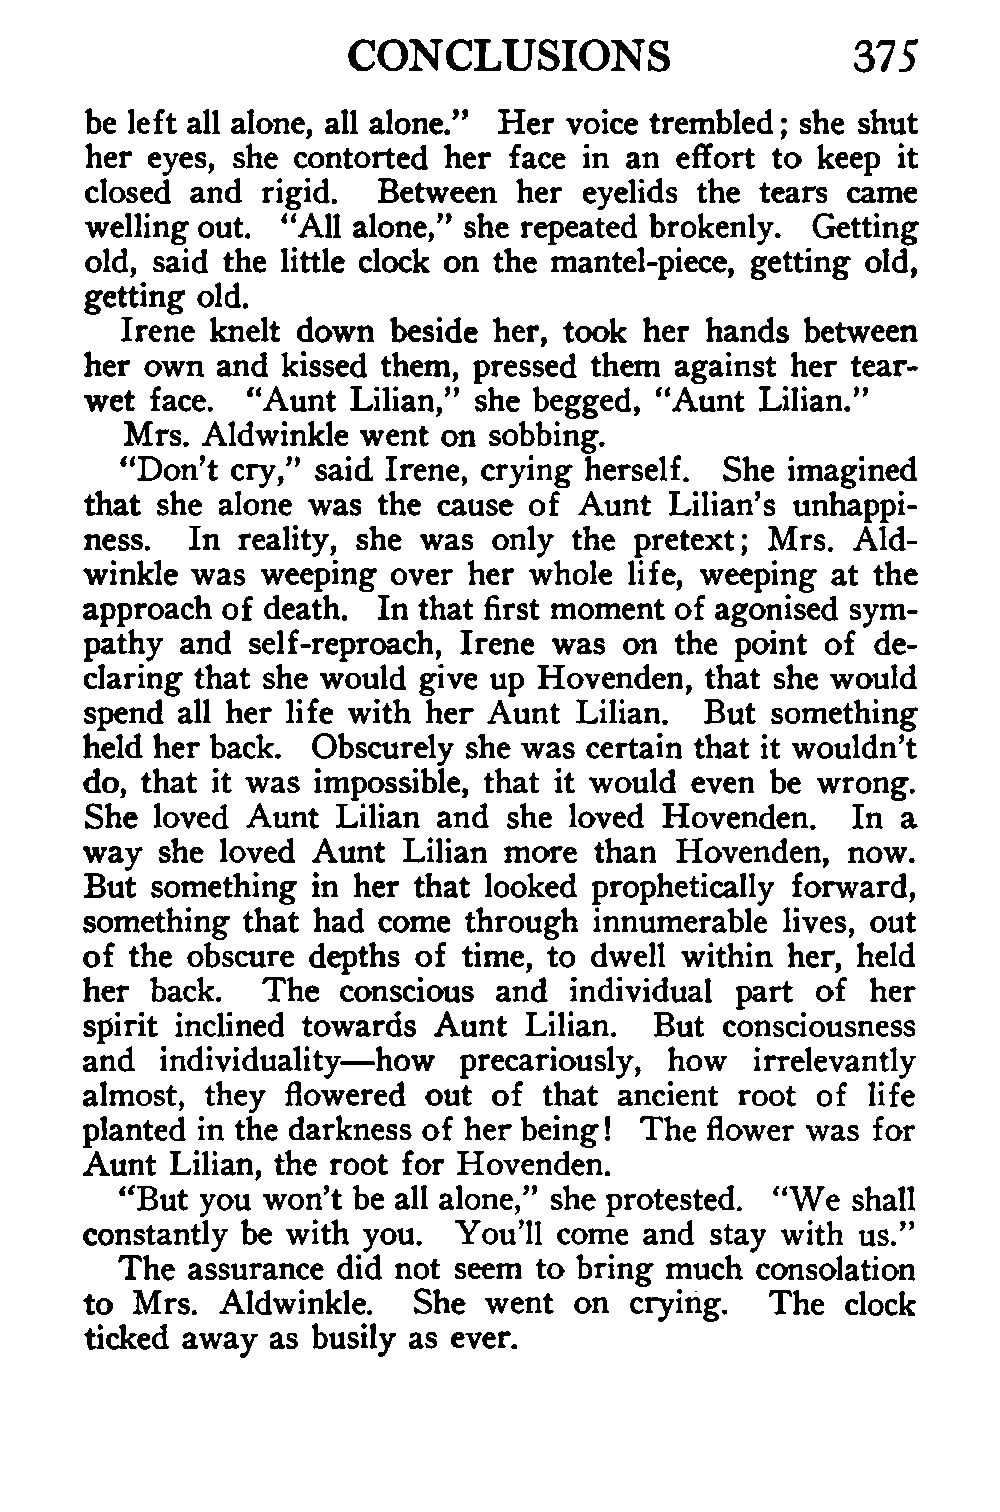 CONCLUSIONS 375
be left all alone, all alone.” Her voice trembled; she shut
her eyes, she contorted her face in an effort to keep it
closed and rigid. Between her eyelids the tears came
welling out. “All alone,” she repeated brokenly. Getting
old, said the little clock on the mantel-piece, getting old,
getting old.
Irene knelt down beside her, took her hands between
her own and kissed them, pressed them against her tear-
wet face. “Aunt Lilian,” she begged, “Aunt Lilian.”
Mrs. Aldwinkle went on sobbing.
“Don’t cry,” said Irene, crying herself. She imagined
that she alone was the cause of Aunt Lilian’s unhappi-
ness. In reality, she was only the pretext; Mrs. Ald-
winkle was weeping over her whole life, weeping at the
approach of death. In that first moment of agonised sym-
pathy and self-reproach, Irene was on the point of de-
claring that she would give up Hovenden, that she would
spend all her life with her Aunt Lilian. But something
held her back. Obscurely she was certain that it wouldn’t
do, that it was impossible, that it would even be wrong.
She loved Aunt Lilian and she loved Hovenden. In a
way she loved Aunt Lilian more than Hovenden, now.
But something in her that looked prophetically forward,
something that had come through innumerable lives, out
of the obscure depths of time, to dwell within her, held
her back. The conscious and individual part of her
spirit inclined towards Aunt Lilian. But consciousness
and individuality—how precariously, how irrelevantly
almost, they flowered out of that ancient root of life
planted in the darkness of her being! The flower was for
Aunt Lilian, the root for Hovenden.
“But you won’t be all alone,” she protested. “We shall
constantly be with you. You’ll come and stay with us.”
The assurance did not seem to bring much consolation
to Mrs. Aldwinkle. She went on crying. The clock
ticked away as busily as ever.